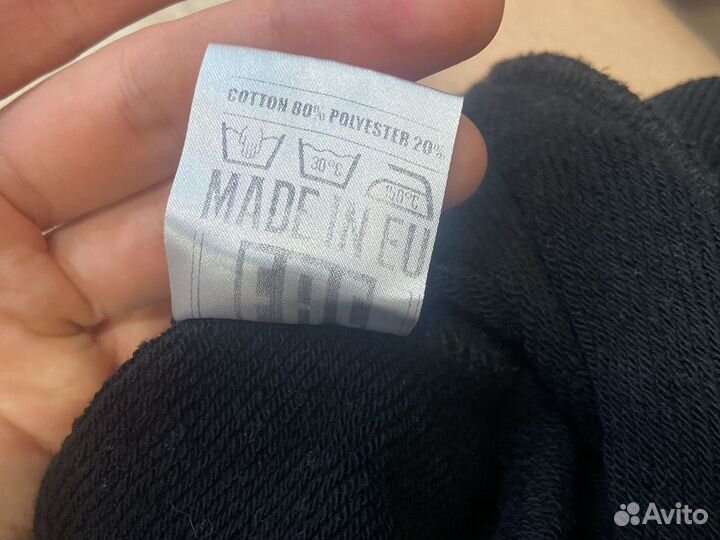 COTTON 80% POLYESTER 20%
30°C
MADE IN EU
Avito